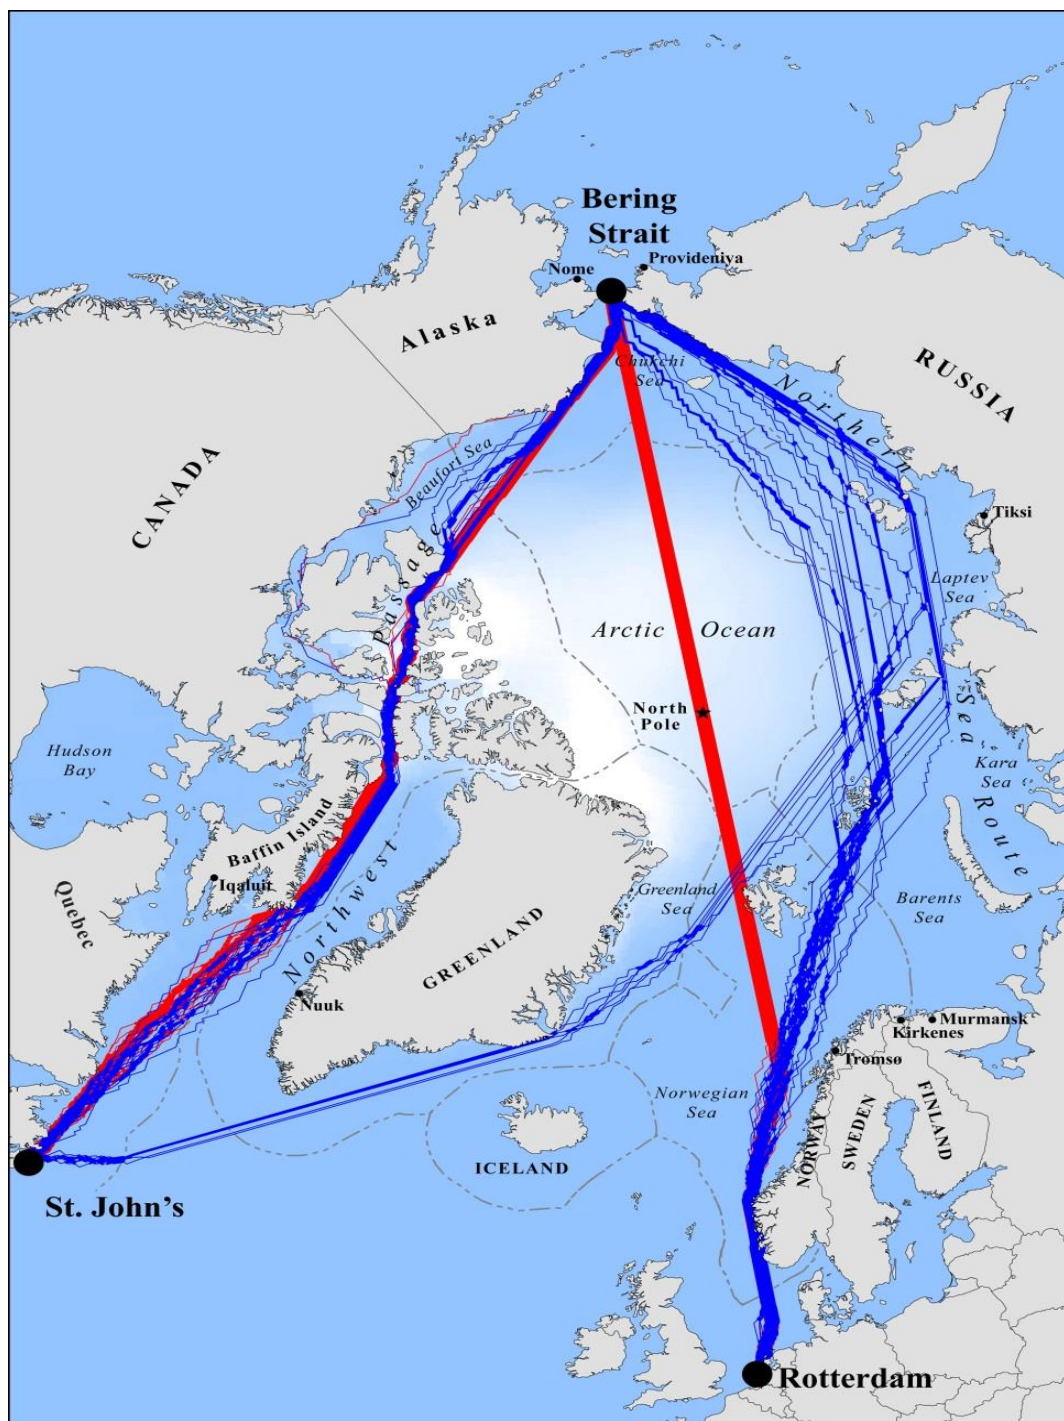 Bering
Strait
Provideniya
Nome
Alaska
Chukchi
Sea
RUSSIA
Northern
CANADA
Beaufort Sea
Tiksi
Passage
Laptev
Sea
Arctic Ocean
North
Pole
Sea Route
Hudson
Bay
Kara
Sea
Baffin Island
Iqaluit
Northwest
Quebec
Greenland
Sea
Barents
Sea
GREENLAND
Nuuk
Murmansk
Kirkenes
Tromsø
Norwegian
Sea
FINLAND
SWEDEN
NORWAY
ICELAND
St. John's
Rotterdam